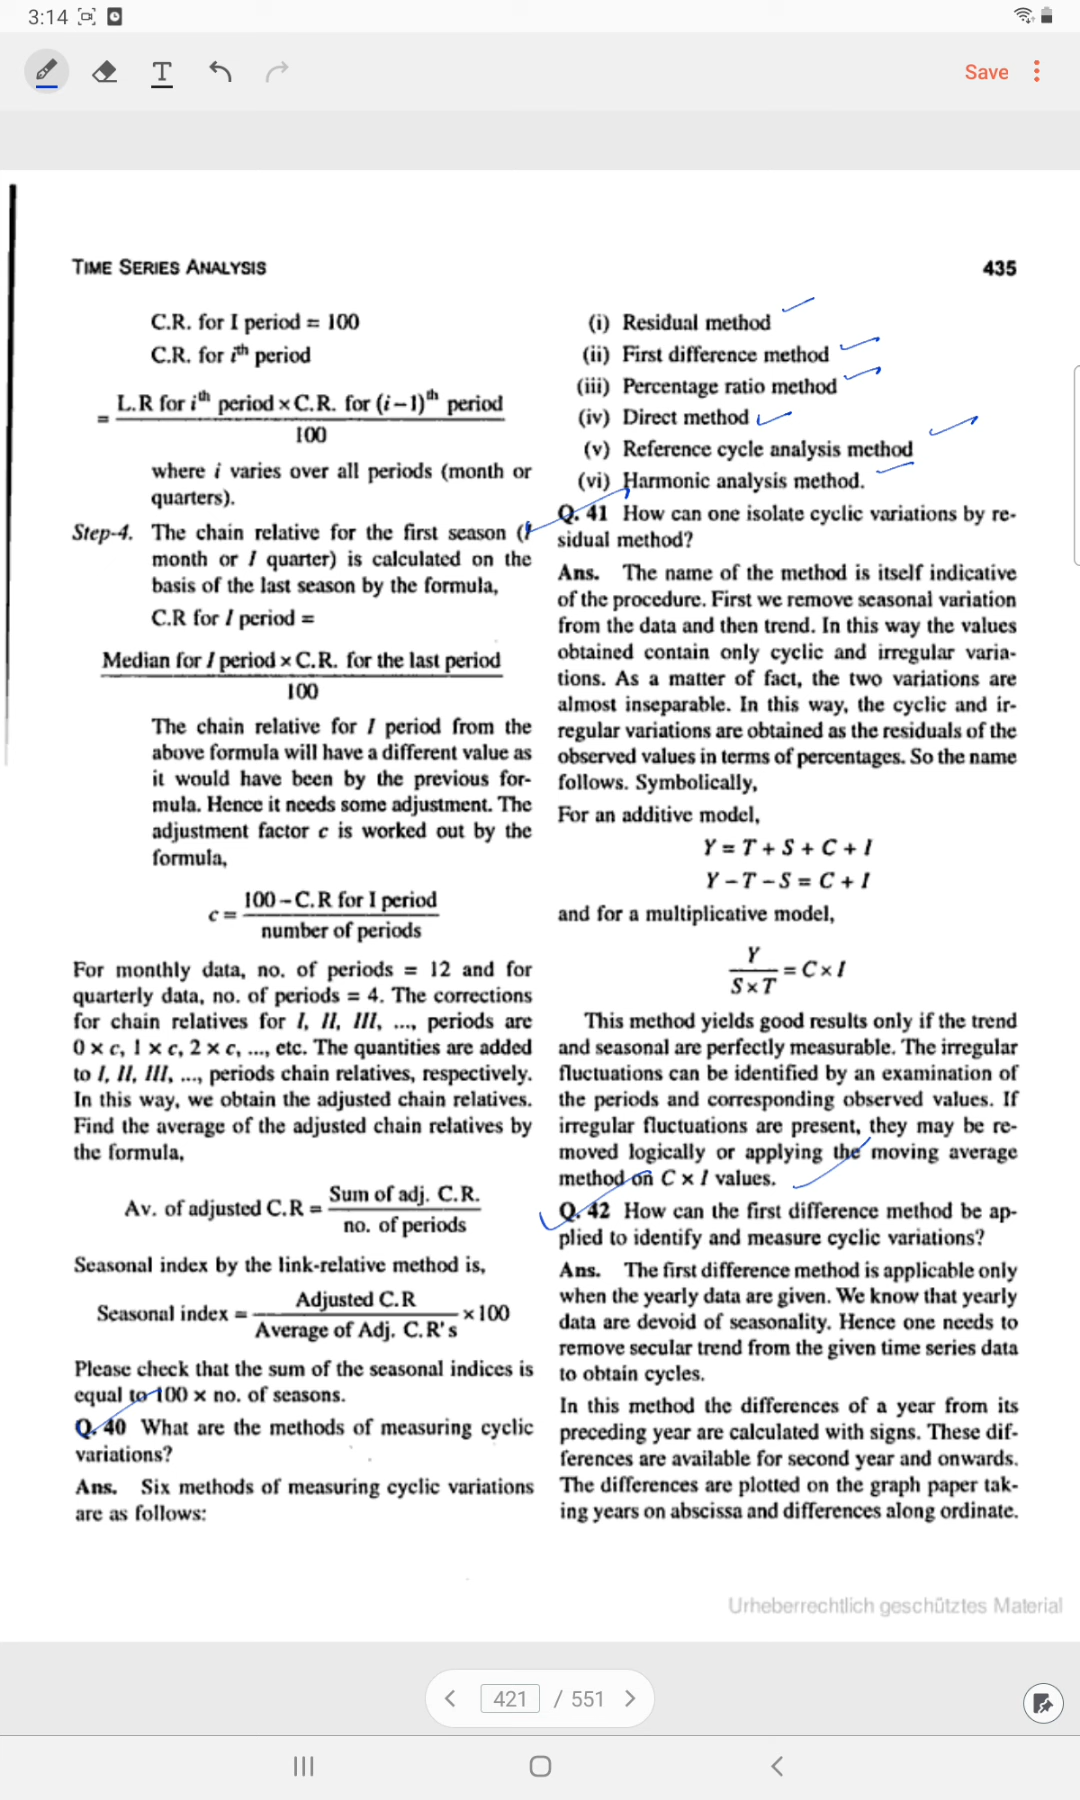 3:14
T
Save
TIME SERIES ANALYSIS
435
C.R. for I period = 100
C.R. for iᵗʰ period
= L.R for iᵗʰ period × C.R. for (i – 1)ᵗʰ period
100
where i varies over all periods (month or
quarters).
Step-4. The chain relative for the first season (I
month or I quarter) is calculated on the
basis of the last season by the formula,
C.R for I period =
Median for I period × C.R. for the last period
100
The chain relative for I period from the
above formula will have a different value as
it would have been by the previous for-
mula. Hence it needs some adjustment. The
adjustment factor c is worked out by the
formula,
c = 100 – C.R for I period
number of periods
For monthly data, no. of periods = 12 and for
quarterly data, no. of periods = 4. The corrections
for chain relatives for I, II, III, ..., periods are
0 × c, 1 × c, 2 × c, ..., etc. The quantities are added
to I, II, III, ..., periods chain relatives, respectively.
In this way, we obtain the adjusted chain relatives.
Find the average of the adjusted chain relatives by
the formula,
Av. of adjusted C.R = Sum of adj. C.R.
no. of periods
Seasonal index by the link-relative method is,
Seasonal index = Adjusted C.R × 100
Average of Adj. C.R's
Please check that the sum of the seasonal indices is
equal to 100 × no. of seasons.
Q. 40 What are the methods of measuring cyclic
variations?
Ans. Six methods of measuring cyclic variations
are as follows:
(i) Residual method
(ii) First difference method
(iii) Percentage ratio method
(iv) Direct method
(v) Reference cycle analysis method
(vi) Harmonic analysis method.
Q. 41 How can one isolate cyclic variations by re-
sidual method?
Ans. The name of the method is itself indicative
of the procedure. First we remove seasonal variation
from the data and then trend. In this way the values
obtained contain only cyclic and irregular varia-
tions. As a matter of fact, the two variations are
almost inseparable. In this way, the cyclic and ir-
regular variations are obtained as the residuals of the
observed values in terms of percentages. So the name
follows. Symbolically,
For an additive model,
Y = T + S + C + I
Y – T – S = C + I
and for a multiplicative model,
Y
S × T = C × I
This method yields good results only if the trend
and seasonal are perfectly measurable. The irregular
fluctuations can be identified by an examination of
the periods and corresponding observed values. If
irregular fluctuations are present, they may be re-
moved logically or applying the moving average
method on C × I values.
Q. 42 How can the first difference method be ap-
plied to identify and measure cyclic variations?
Ans. The first difference method is applicable only
when the yearly data are given. We know that yearly
data are devoid of seasonality. Hence one needs to
remove secular trend from the given time series data
to obtain cycles.
In this method the differences of a year from its
preceding year are calculated with signs. These dif-
ferences are available for second year and onwards.
The differences are plotted on the graph paper tak-
ing years on abscissa and differences along ordinate.
Urheberrechtlich geschütztes Material
421 / 551